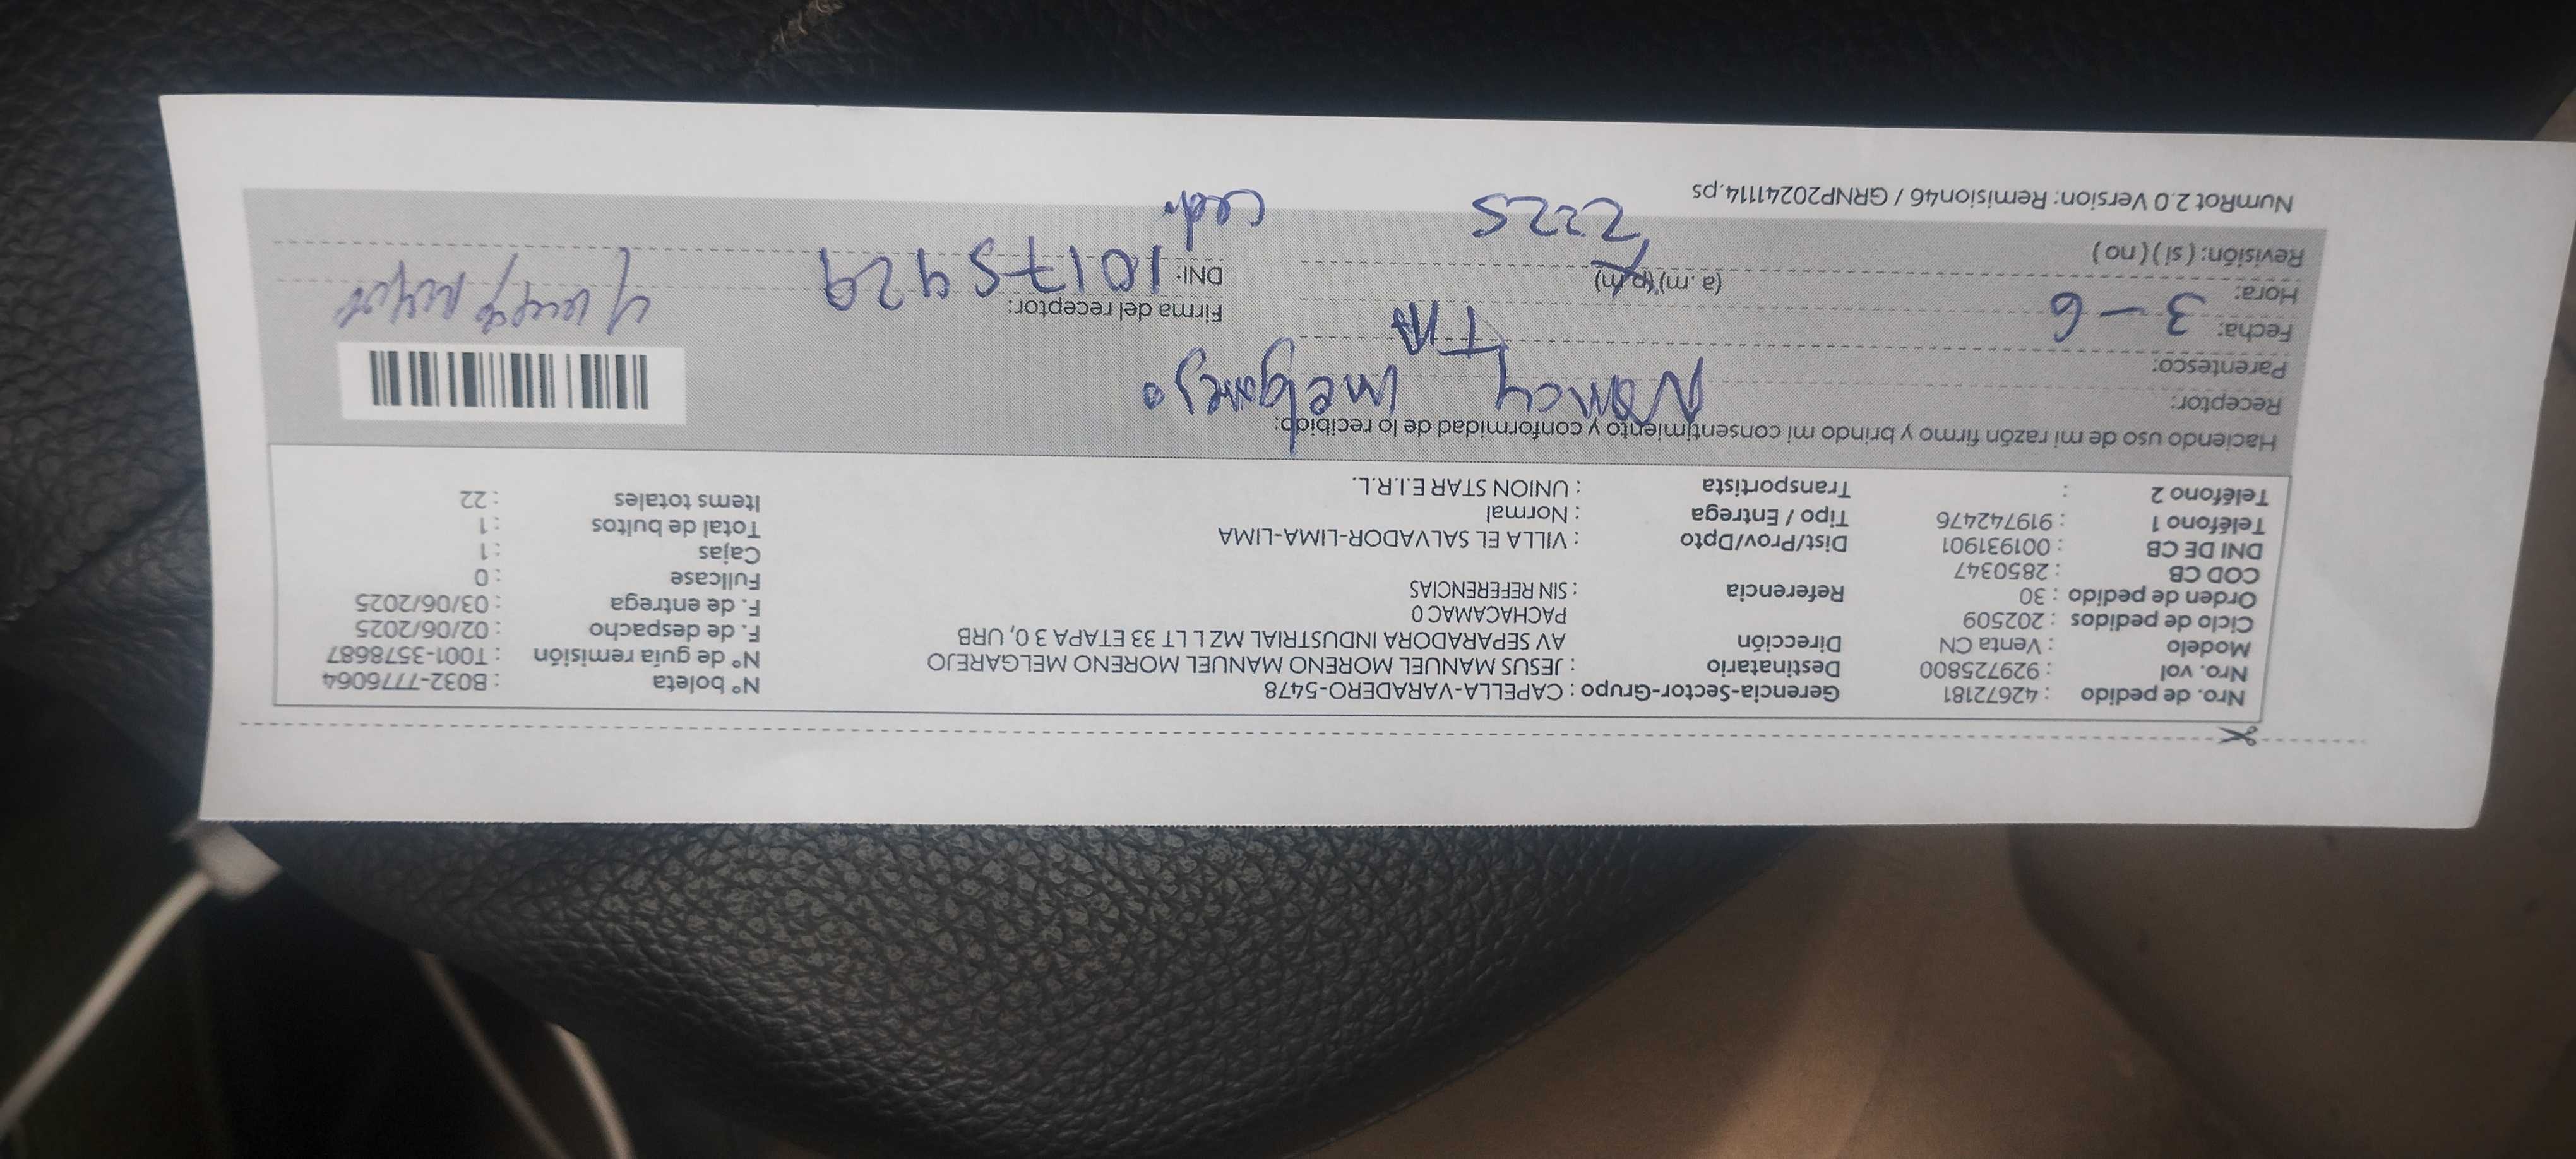 Nro. de pedido : 42672181 Gerencia-Sector-Grupo : CAPELLA-VARADERO-5478 N° boleta : B032-7776064
Nro. vol : 929725800 Destinatario : JESUS MANUEL MORENO MANUEL MORENO MELGAREJO N° de guia remisión : T001-3578687
Modelo : Venta CN Dirección AV SEPARADORA INDUSTRIAL MZ L LT 33 ETAPA 3 0, URB F. de despacho : 02/06/2025
Ciclo de pedidos : 202509 PACHACAMAC 0 F. de entrega : 03/06/2025
Orden de pedido : 30 Referencia : SIN REFERENCIAS Fullcase : 0
COD CB : 2850347 Cajas : 1
DNI DE CB : 001931901 Dist/Prov/Dpto : VILLA EL SALVADOR-LIMA-LIMA Total de bultos : 1
Teléfono 1 : 919742476 Tipo / Entrega : Normal Items totales : 22
Teléfono 2 : Transportista : UNION STAR E.I.R.L.
Haciendo uso de mi razón firmo y brindo mi consentimiento y conformidad de lo recibido:
Receptor: Nancy Melgarejo
Parentesco: TIA
Fecha: 3-6 Firma del receptor:
Hora: (a.m) (p.m) DNI: 10175929
Revisión: ( si ) ( no ) 2225
NumRot 2.0 Version: Remision46 / GRNP20241114.ps